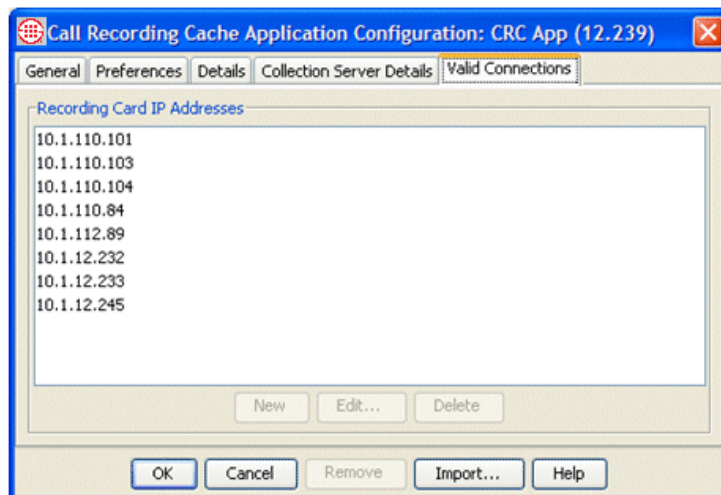 Call Recording Cache Application Configuration: CRC App (12.239)
General Preferences Details Collection Server Details Valid Connections
Recording Card IP Addresses
10.1.110.101
10.1.110.103
10.1.110.104
10.1.110.84
10.1.112.89
10.1.12.232
10.1.12.233
10.1.12.245
New Edit... Delete
OK Cancel Remove Import... Help